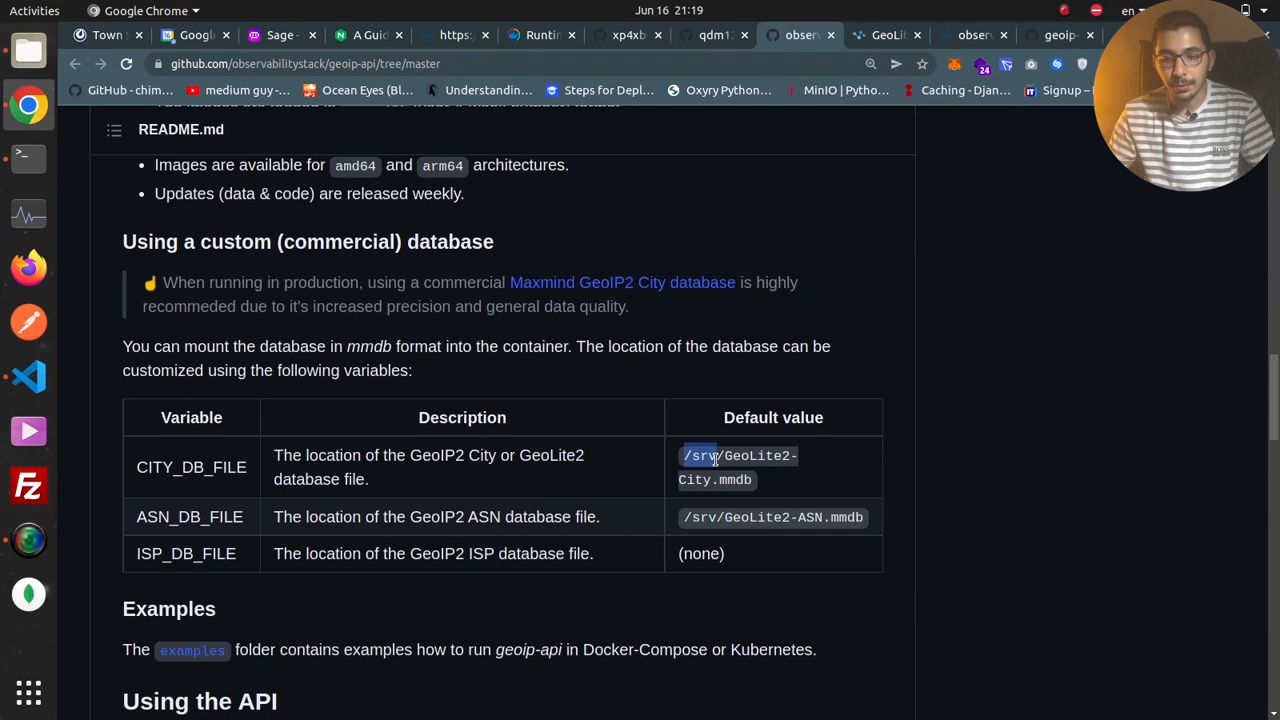 Activities
Google Chrome
Jun 16 21:19
en
Town
Google
Sage -
A Guid
https:
Runtim
xp4xb
qdm12
observ
GeoLit
observ
geoip-
github.com/observabilitystack/geoip-api/tree/master
24
GitHub - chim...
medium guy -...
Ocean Eyes (Bl...
Understanding...
Steps for Depl...
Oxyry Python...
MinIO | Pytho...
Caching - Djan...
Signup –
README.md
Images are available for amd64 and arm64 architectures.
Updates (data & code) are released weekly.
Using a custom (commercial) database
When running in production, using a commercial Maxmind GeoIP2 City database is highly
recommeded due to it's increased precision and general data quality.
You can mount the database in mmdb format into the container. The location of the database can be
customized using the following variables:
Variable
Description
Default value
CITY_DB_FILE
The location of the GeoIP2 City or GeoLite2
database file.
/srv/GeoLite2-
City.mmdb
ASN_DB_FILE
The location of the GeoIP2 ASN database file.
/srv/GeoLite2-ASN.mmdb
ISP_DB_FILE
The location of the GeoIP2 ISP database file.
(none)
Examples
The examples folder contains examples how to run geoip-api in Docker-Compose or Kubernetes.
Using the API